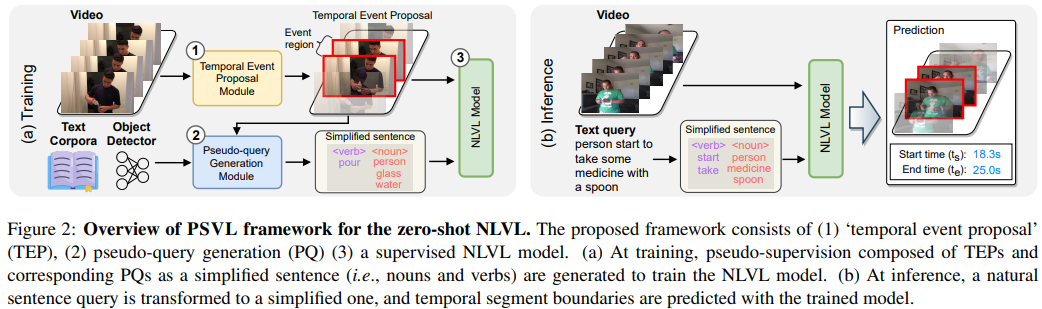 (a) Training
Video
Temporal Event Proposal
Event
region
1
Temporal Event
Proposal
Module
3
NLVL Model
Text
Corpora
Object
Detector
2
Pseudo-query
Generation
Module
Simplified sentence
<verb> <noun>
pour person
glass
water
(b) Inference
Video
Text query
person start to
take some
medicine with
a spoon
Simplified sentence
<verb> <noun>
start person
take medicine
spoon
NLVL Model
Prediction
Start time (ts): 18.3s
End time (te): 25.0s
Figure 2: Overview of PSVL framework for the zero-shot NLVL. The proposed framework consists of (1) ‘temporal event proposal’
(TEP), (2) pseudo-query generation (PQ) (3) a supervised NLVL model. (a) At training, pseudo-supervision composed of TEPs and
corresponding PQs as a simplified sentence (i.e., nouns and verbs) are generated to train the NLVL model. (b) At inference, a natural
sentence query is transformed to a simplified one, and temporal segment boundaries are predicted with the trained model.